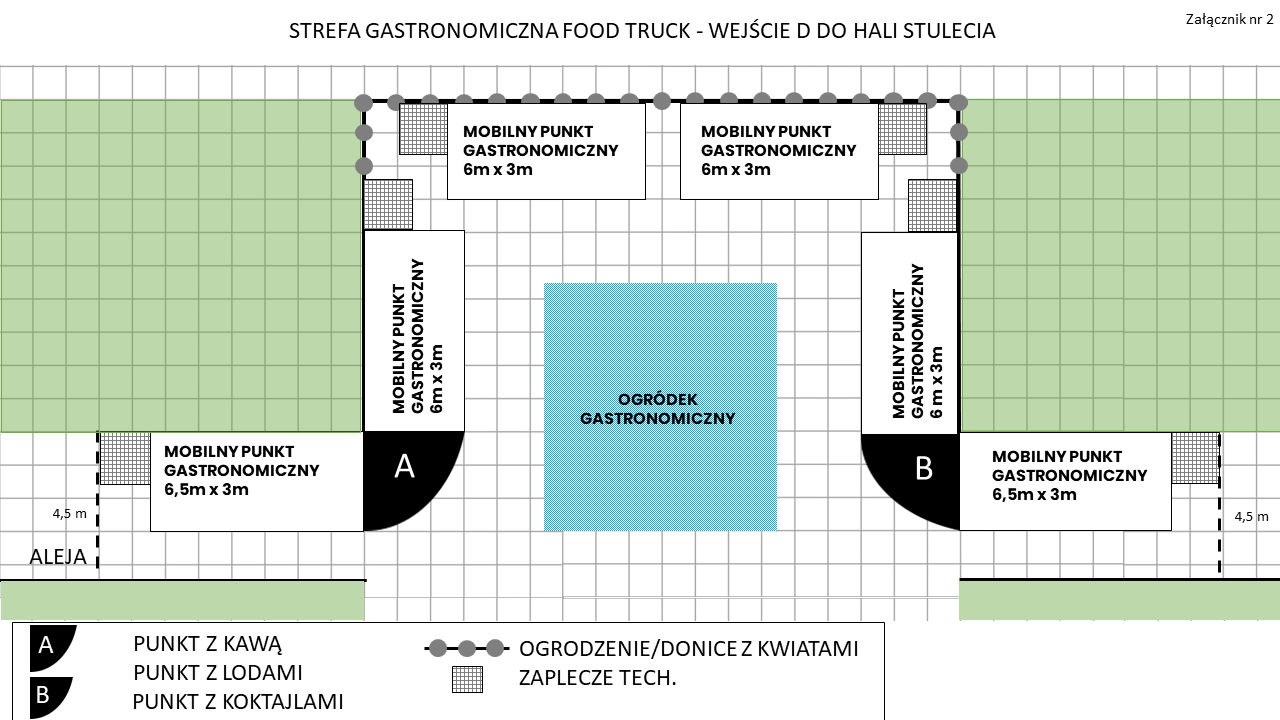 Załącznik nr 2
STREFA GASTRONOMICZNA FOOD TRUCK - WEJŚCIE D DO HALI STULECIA
MOBILNY PUNKT
GASTRONOMICZNY
6m x 3m
MOBILNY PUNKT
GASTRONOMICZNY
6m x 3m
MOBILNY PUNKT
GASTRONOMICZNY
6m x 3m
MOBILNY PUNKT
GASTRONOMICZNY
6 m x 3m
OGRÓDEK
GASTRONOMICZNY
MOBILNY PUNKT
GASTRONOMICZNY
6,5m x 3m
A
B
MOBILNY PUNKT
GASTRONOMICZNY
6,5m x 3m
4,5 m
4,5 m
ALEJA
A
B
PUNKT Z KAWĄ
PUNKT Z LODAMI
PUNKT Z KOKTAJLAMI
OGRODZENIE/DONICE Z KWIATAMI
ZAPLECZE TECH.